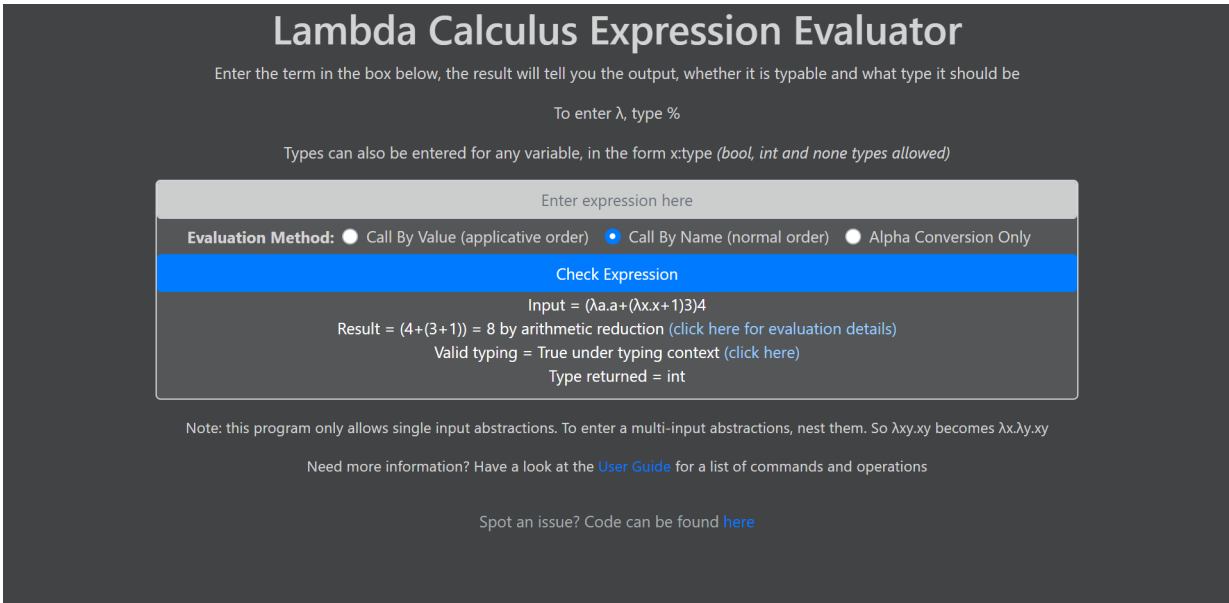 Lambda Calculus Expression Evaluator
Enter the term in the box below, the result will tell you the output, whether it is typable and what type it should be
To enter λ, type %
Types can also be entered for any variable, in the form x:type (bool, int and none types allowed)
Enter expression here
Evaluation Method: Call By Value (applicative order) Call By Name (normal order) Alpha Conversion Only
Check Expression
Input = (λa.a+(λx.x+1)3)4
Result = (4+(3+1)) = 8 by arithmetic reduction (click here for evaluation details)
Valid typing = True under typing context (click here)
Type returned = int
Note: this program only allows single input abstractions. To enter a multi-input abstractions, nest them. So λxy.xy becomes λx.λy.xy
Need more information? Have a look at the User Guide for a list of commands and operations
Spot an issue? Code can be found here